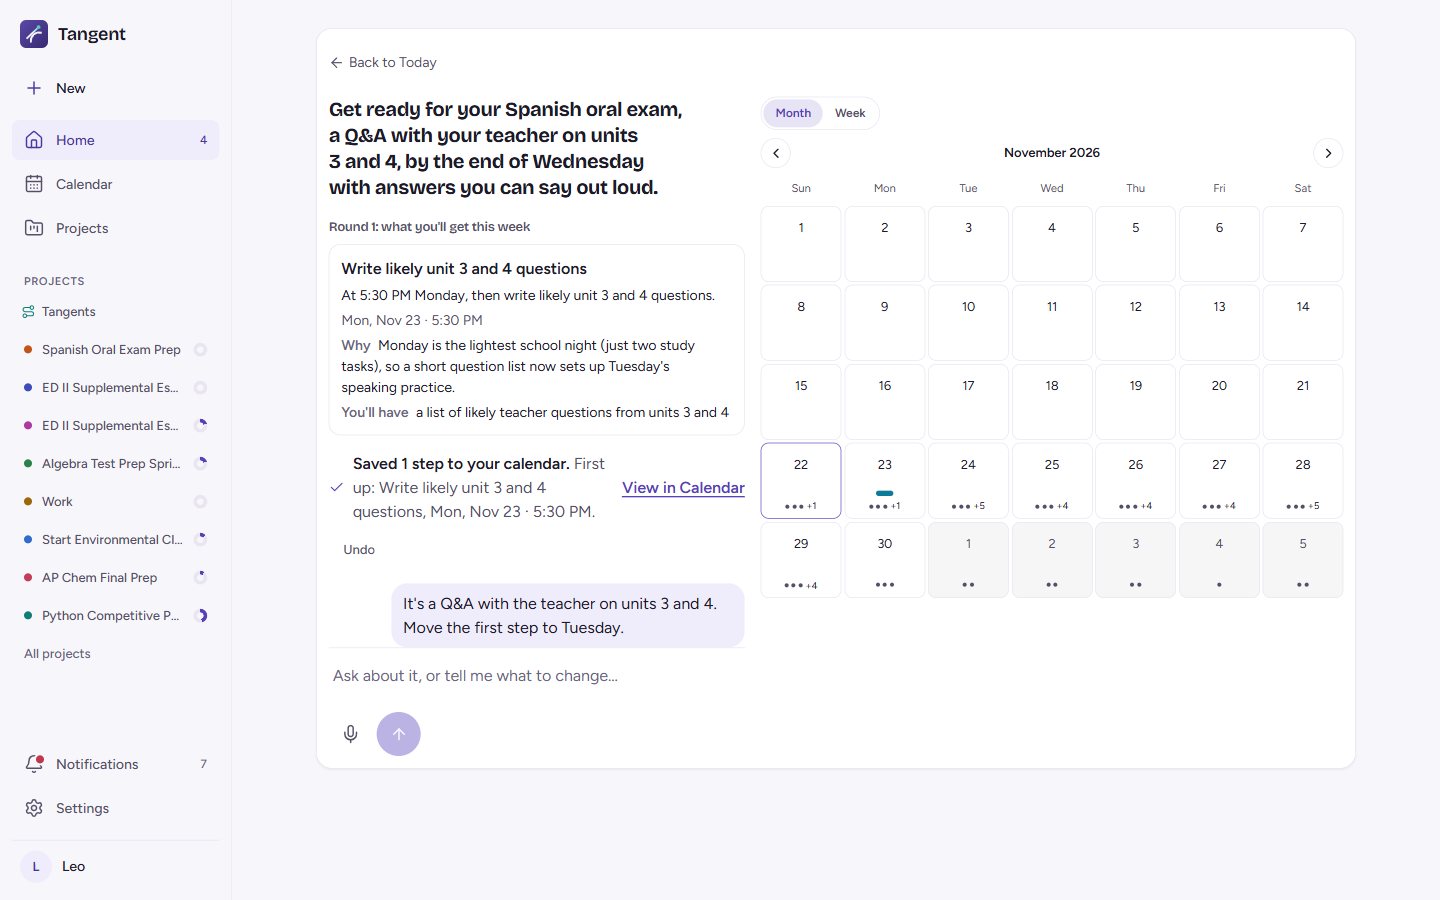 Tangent
New
Home 4
Calendar
Projects
PROJECTS
Tangents
Spanish Oral Exam Prep
ED II Supplemental Es...
ED II Supplemental Es...
Algebra Test Prep Spri...
Work
Start Environmental Cl...
AP Chem Final Prep
Python Competitive P...
All projects
Notifications 7
Settings
L Leo
Back to Today
Get ready for your Spanish oral exam,
a Q&A with your teacher on units
3 and 4, by the end of Wednesday
with answers you can say out loud.
Round 1: what you'll get this week
Write likely unit 3 and 4 questions
At 5:30 PM Monday, then write likely unit 3 and 4 questions.
Mon, Nov 23 · 5:30 PM
Why Monday is the lightest school night (just two study
tasks), so a short question list now sets up Tuesday's
speaking practice.
You'll have a list of likely teacher questions from units 3 and 4
Saved 1 step to your calendar. First
up: Write likely unit 3 and 4
questions, Mon, Nov 23 · 5:30 PM.
View in Calendar
Undo
It's a Q&A with the teacher on units 3 and 4.
Move the first step to Tuesday.
Ask about it, or tell me what to change...
Month Week
November 2026
Sun Mon Tue Wed Thu Fri Sat
1 2 3 4 5 6 7
8 9 10 11 12 13 14
15 16 17 18 19 20 21
22 23 24 25 26 27 28
+1 +1 +5 +4 +4 +4 +5
29 30 1 2 3 4 5
+4